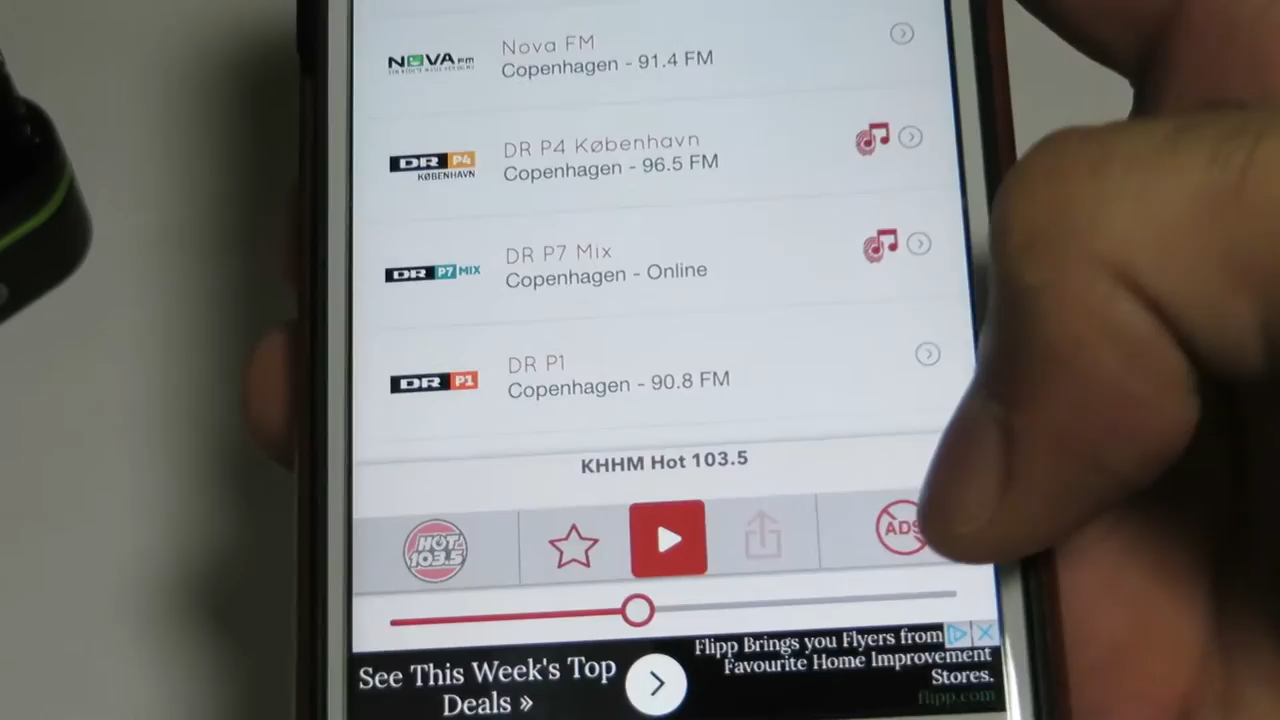 NOVA FM
Nova FM
Copenhagen - 91.4 FM
DR P4
KØBENHAVN
DR P4 København
Copenhagen - 96.5 FM
DR P7 MIX
DR P7 Mix
Copenhagen - Online
DR P1
DR P1
Copenhagen - 90.8 FM
KHHM Hot 103.5
HOT
103.5
ADS
See This Week's Top
Deals »
Flipp Brings you Flyers from
Favourite Home Improvement
Stores.
flipp.com